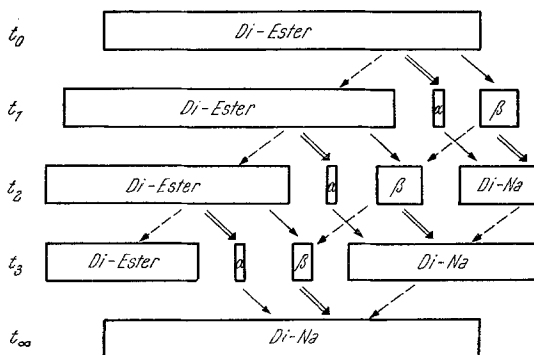 t₀ Di-Ester
t₁ Di-Ester α β
t₂ Di-Ester α β Di-Na
t₃ Di-Ester α β Di-Na
t∞ Di-Na